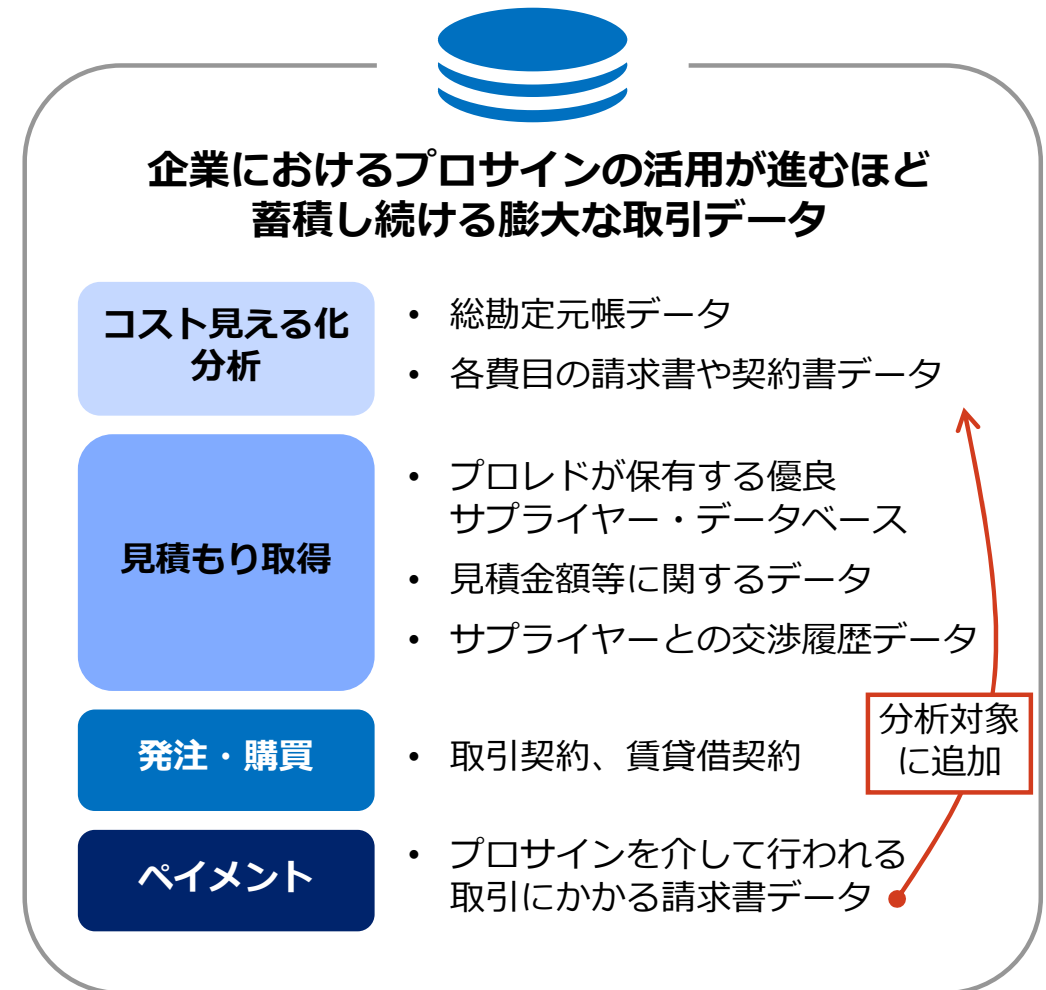 企業におけるプロサインの活用が進むほど
蓄積し続ける膨大な取引データ
コスト見える化
分析
• 総勘定元帳データ
• 各費目の請求書や契約書データ
見積もり取得
• プロレドが保有する優良
サプライヤー・データベース
• 見積金額等に関するデータ
• サプライヤーとの交渉履歴データ
発注・購買
• 取引契約、賃貸借契約
分析対象
に追加
ペイメント
• プロサインを介して行われる
取引にかかる請求書データ